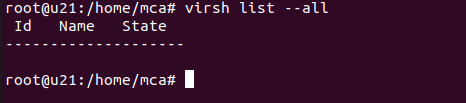 root@u21:/home/mca# virsh list --all
 Id   Name   State
--------------------
root@u21:/home/mca#